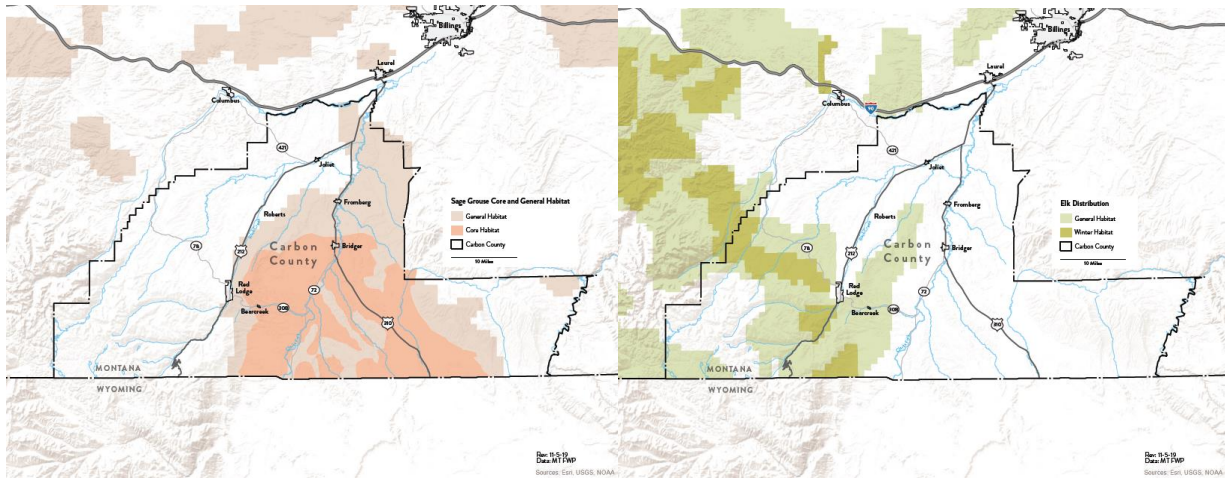 Billings
Laurel
Columbus
421
Joliet
Fromberg
Roberts
78
Carbon
County
Bridger
212
Red
Lodge
72
Bearcreek
308
310
MONTANA
WYOMING
Sage Grouse Core and General Habitat
General Habitat
Core Habitat
Carbon County
10 Miles
Rev: 11-5-19
Data: MT FWP
Sources: Esri, USGS, NOAA
Billings
Laurel
Columbus
90
421
Joliet
Fromberg
Roberts
78
Carbon
County
Bridger
212
Red
Lodge
72
Bearcreek
308
310
MONTANA
WYOMING
Elk Distribution
General Habitat
Winter Habitat
Carbon County
10 Miles
Rev: 11-5-19
Data: MT FWP
Sources: Esri, USGS, NOAA